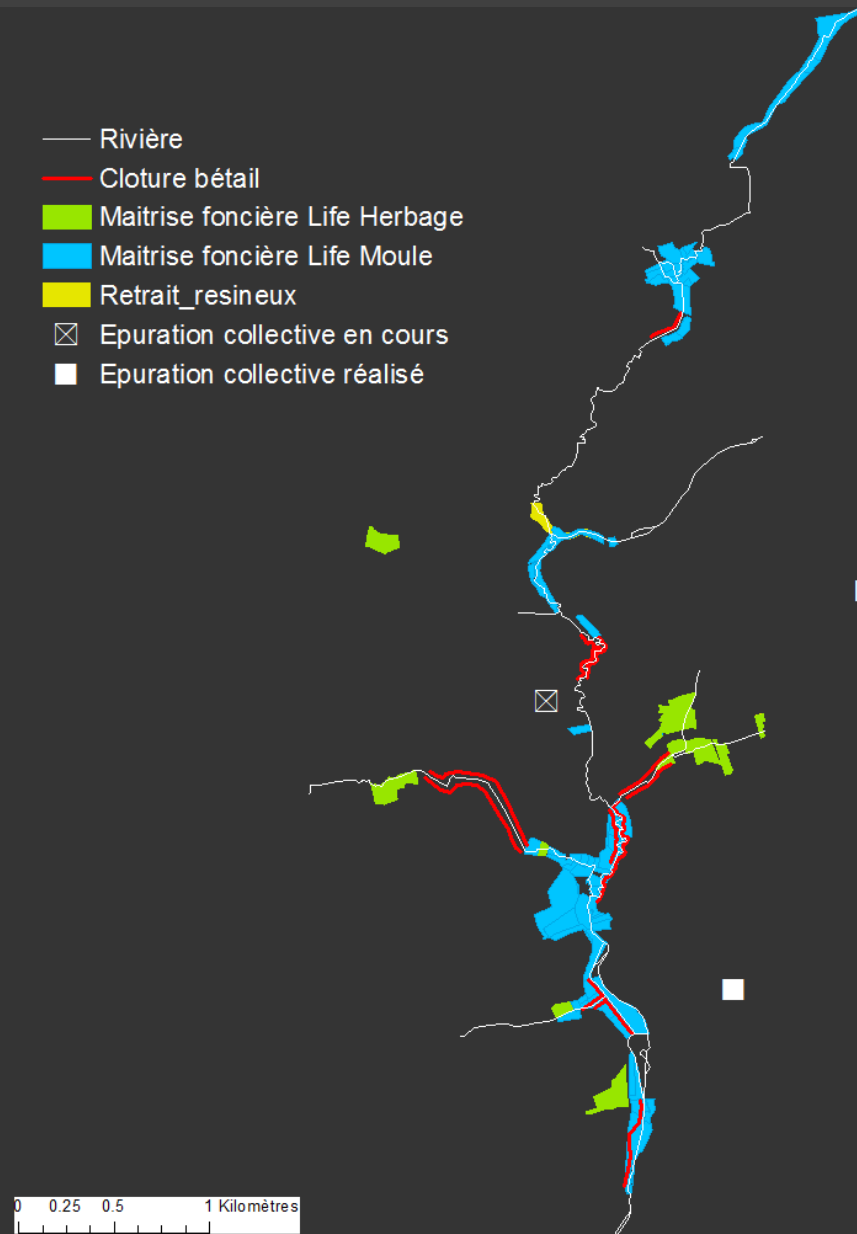 Rivière
Cloture bétail
Maitrise foncière Life Herbage
Maitrise foncière Life Moule
Retrait_resineux
Epuration collective en cours
Epuration collective réalisé
0 0.25 0.5 1 Kilomètres